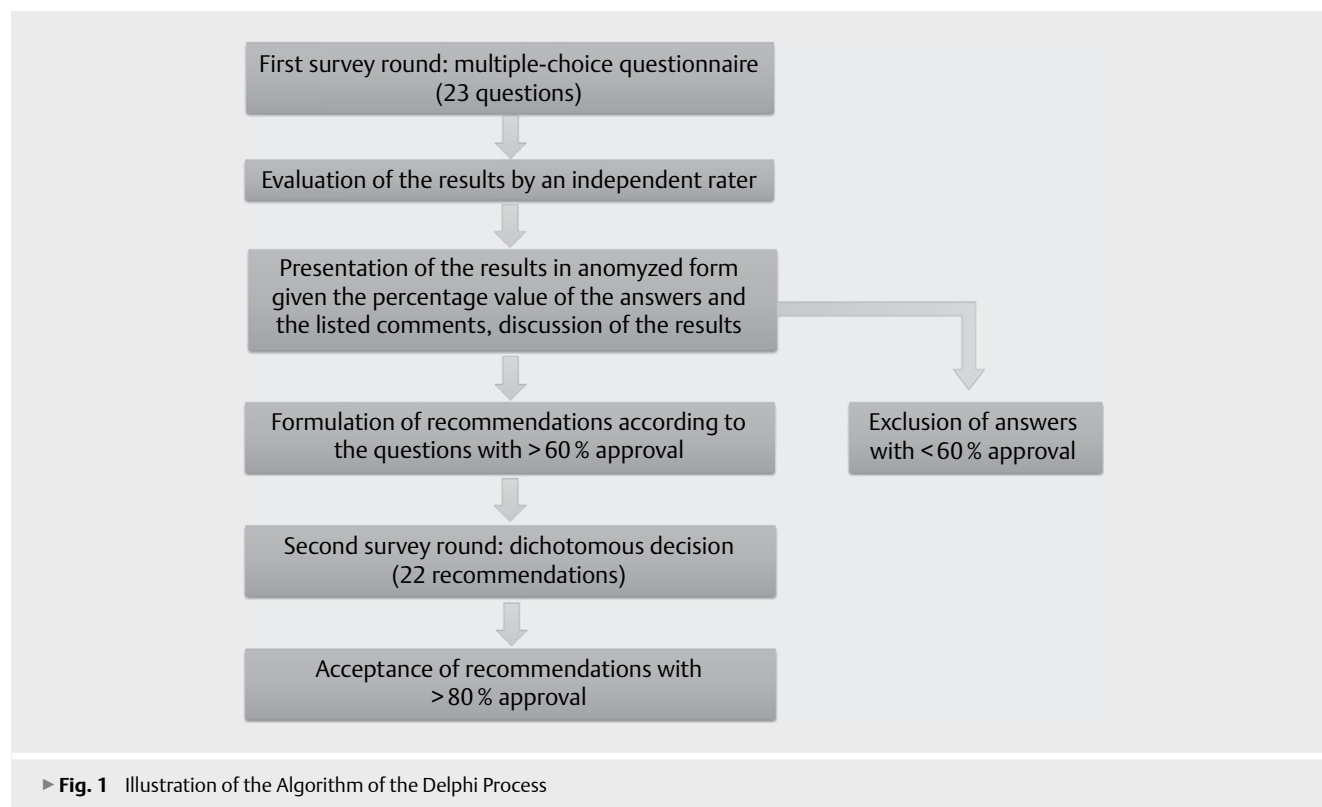 First survey round: multiple-choice questionnaire
(23 questions)
Evaluation of the results by an independent rater
Presentation of the results in anomyzed form
given the percentage value of the answers and
the listed comments, discussion of the results
Formulation of recommendations according to
the questions with > 60 % approval
Exclusion of answers
with < 60 % approval
Second survey round: dichotomous decision
(22 recommendations)
Acceptance of recommendations with
> 80 % approval
► Fig. 1 Illustration of the Algorithm of the Delphi Process